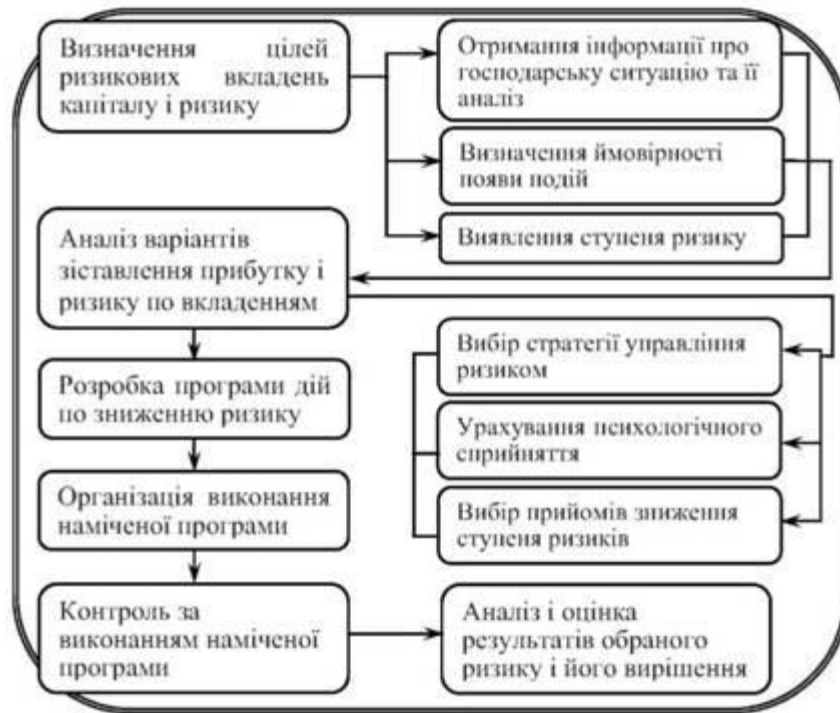 Визначення цілей
ризикових вкладень
капіталу і ризику
Отримання інформації про
господарську ситуацію та її
аналіз
Визначення ймовірності
появи подій
Виявлення ступеня ризику
Аналіз варіантів
зіставлення прибутку і
ризику по вкладенням
Вибір стратегії управління
ризиком
Розробка програми дій
по зниженню ризику
Урахування психологічного
сприйняття
Організація виконання
наміченої програми
Вибір прийомів зниження
ступеня ризиків
Контроль за
виконанням наміченої
програми
Аналіз і оцінка
результатів обраного
ризику і його вирішення